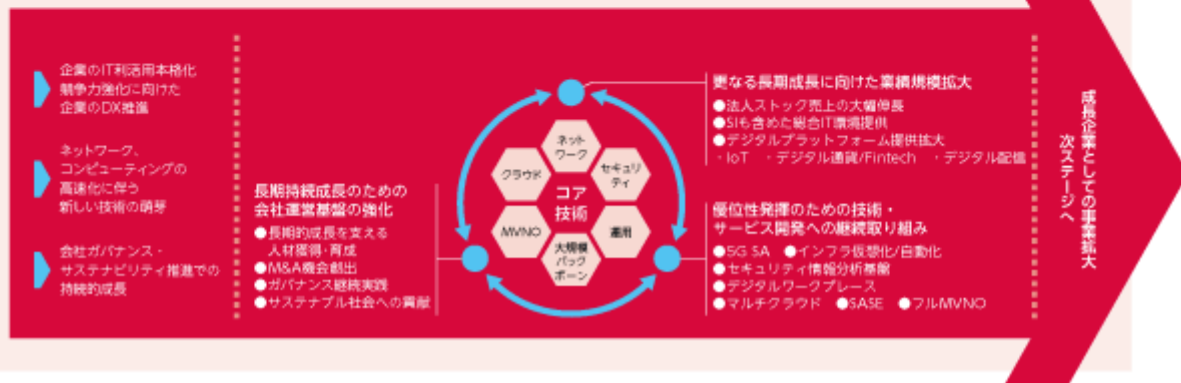 企業のIT利活用本格化
競争力強化に向けた
企業のDX推進
ネットワーク、
コンピューティングの
高速化に伴う
新しい技術の萌芽
会社ガバナンス・
サステナビリティ推進での
持続的成長
長期持続成長のための
会社運営基盤の強化
●長期的成長を支える
人材獲得・育成
●M&A機会創出
●ガバナンス継続実践
●サステナブル社会への貢献
ネット
ワーク
クラウド
セキュリ
ティ
コア
技術
MVNO
運用
大規模
バック
ボーン
更なる長期成長に向けた業績規模拡大
●法人ストック売上の大幅伸長
●SIも含めた総合IT環境提供
●デジタルプラットフォーム提供拡大
・IoT ・デジタル通貨/Fintech ・デジタル配信
優位性発揮のための技術・
サービス開発への継続取り組み
●5G SA ●インフラ仮想化/自動化
●セキュリティ情報分析基盤
●デジタルワークプレース
●マルチクラウド ●SASE ●フルMVNO
成長企業としての事業拡大
次ステージへ